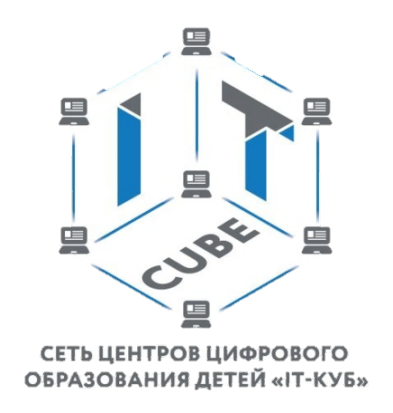 IT
CUBE
СЕТЬ ЦЕНТРОВ ЦИФРОВОГО
ОБРАЗОВАНИЯ ДЕТЕЙ «IT-КУБ»